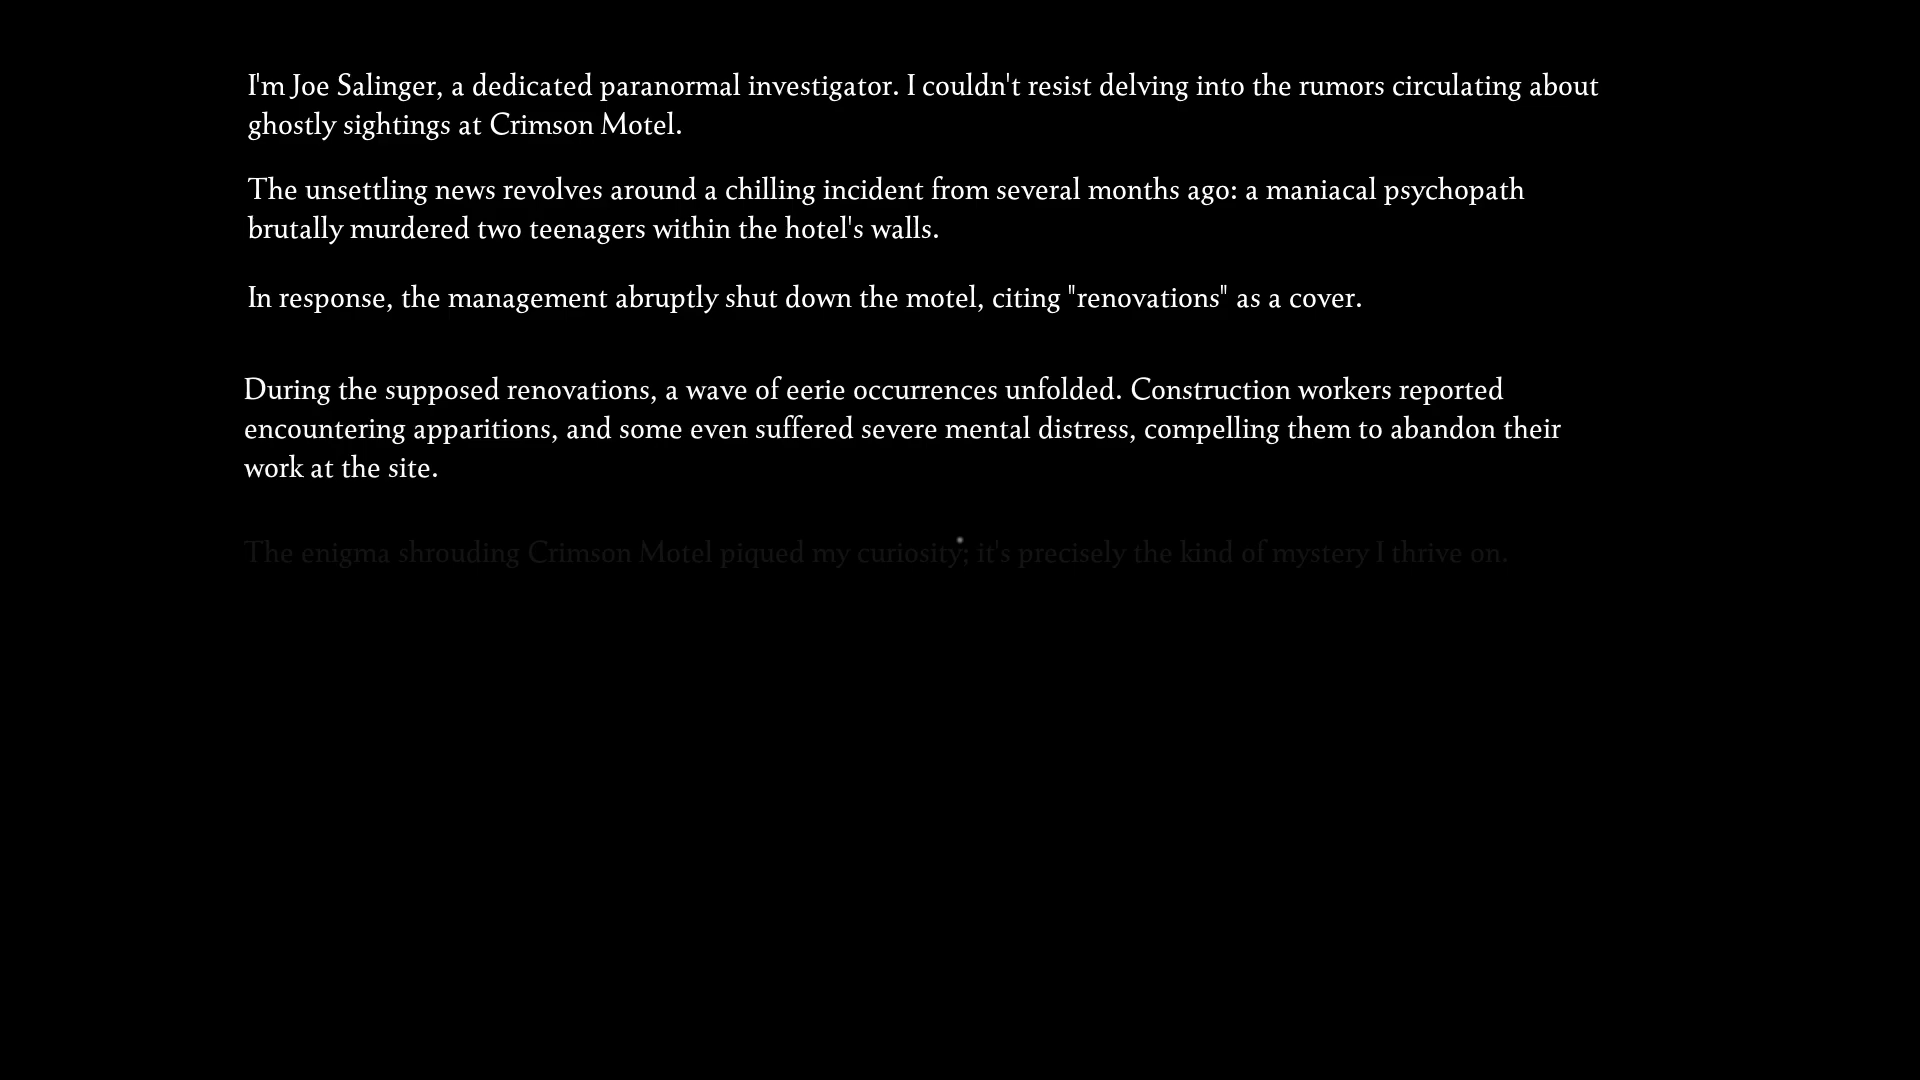 I'm Joe Salinger, a dedicated paranormal investigator. I couldn't resist delving into the rumors circulating about
ghostly sightings at Crimson Motel.
The unsettling news revolves around a chilling incident from several months ago: a maniacal psychopath
brutally murdered two teenagers within the hotel's walls.
In response, the management abruptly shut down the motel, citing "renovations" as a cover.
During the supposed renovations, a wave of eerie occurrences unfolded. Construction workers reported
encountering apparitions, and some even suffered severe mental distress, compelling them to abandon their
work at the site.
The enigma shrouding Crimson Motel piqued my curiosity; it's precisely the kind of mystery I thrive on.